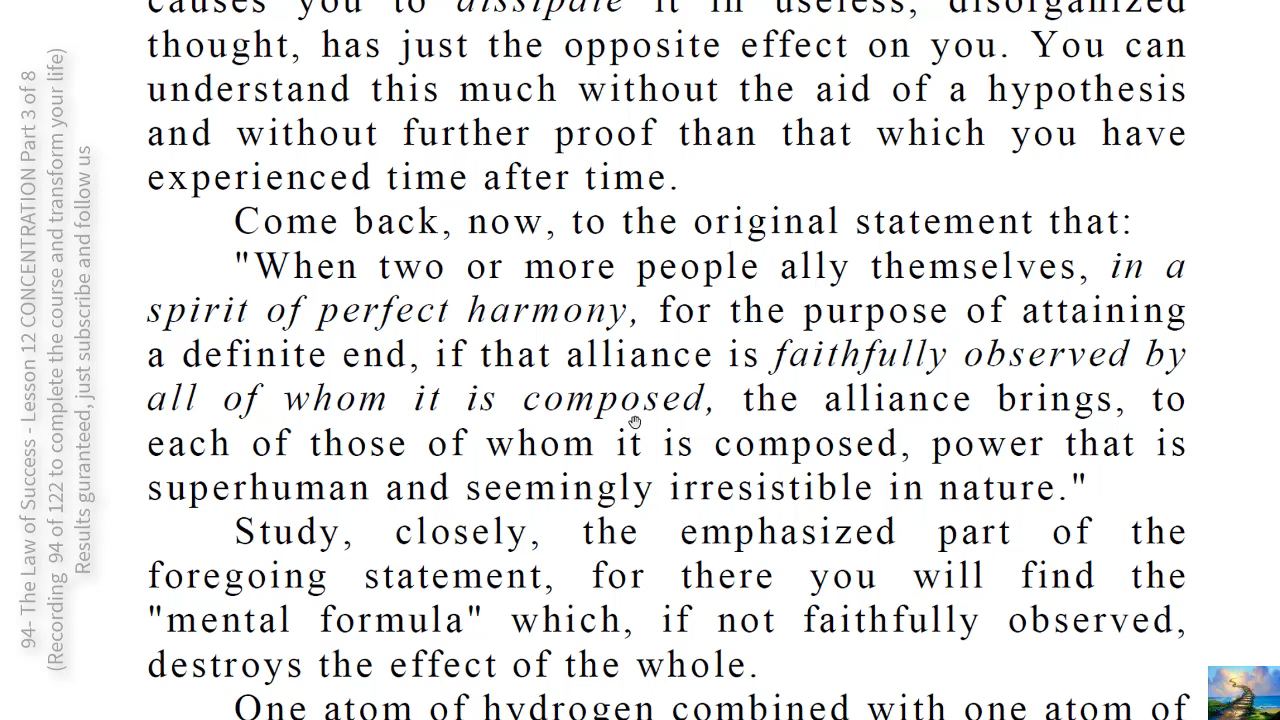 causes you to dissipate it in useless, disorganized
thought, has just the opposite effect on you. You can
understand this much without the aid of a hypothesis
and without further proof than that which you have
experienced time after time.
Come back, now, to the original statement that:
"When two or more people ally themselves, in a
spirit of perfect harmony, for the purpose of attaining
a definite end, if that alliance is faithfully observed by
all of whom it is composed, the alliance brings, to
each of those of whom it is composed, power that is
superhuman and seemingly irresistible in nature."
Study, closely, the emphasized part of the
foregoing statement, for there you will find the
"mental formula" which, if not faithfully observed,
destroys the effect of the whole.
One atom of hydrogen combined with one atom of
94- The Law of Success - Lesson 12 CONCENTRATION Part 3 of 8
(Recording 94 of 122 to complete the course and transform your life)
Results guranteed, just subscribe and follow us